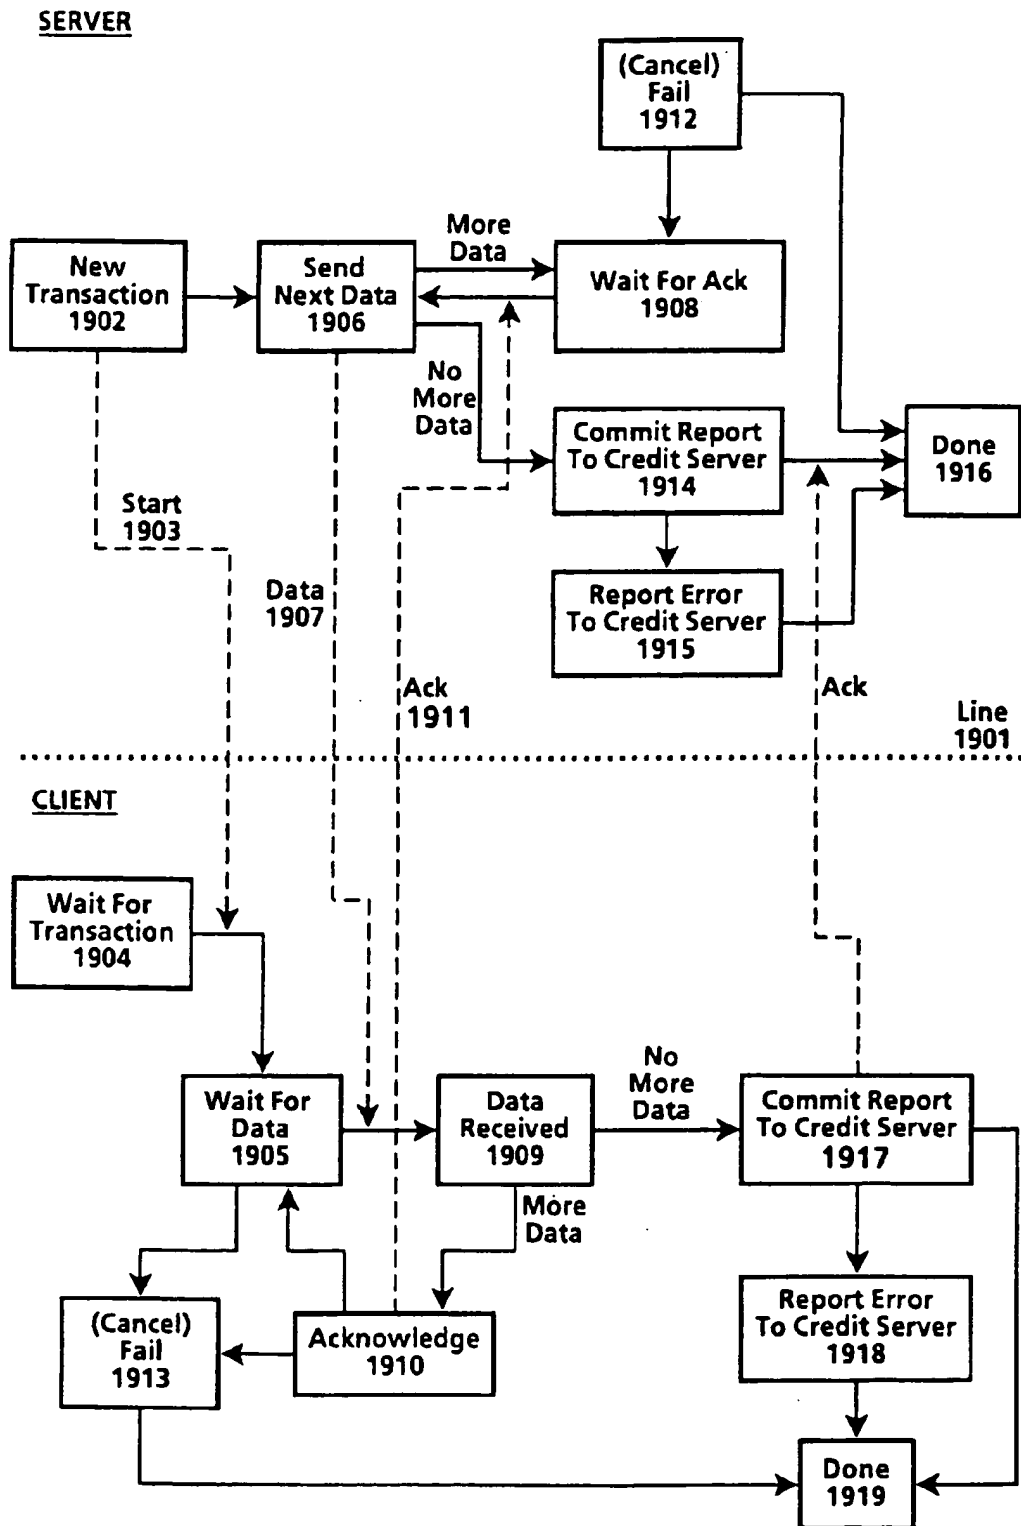 SERVER
(Cancel)
Fail
1912
More
Data
New
Transaction
1902
Send
Next Data
1906
Wait For Ack
1908
No
More
Data
Commit Report
To Credit Server
1914
Done
1916
Start
1903
Data
1907
Report Error
To Credit Server
1915
Ack
1911
Ack
Line
1901
CLIENT
Wait For
Transaction
1904
No
More
Data
Wait For
Data
1905
Data
Received
1909
Commit Report
To Credit Server
1917
More
Data
(Cancel)
Fail
1913
Acknowledge
1910
Report Error
To Credit Server
1918
Done
1919